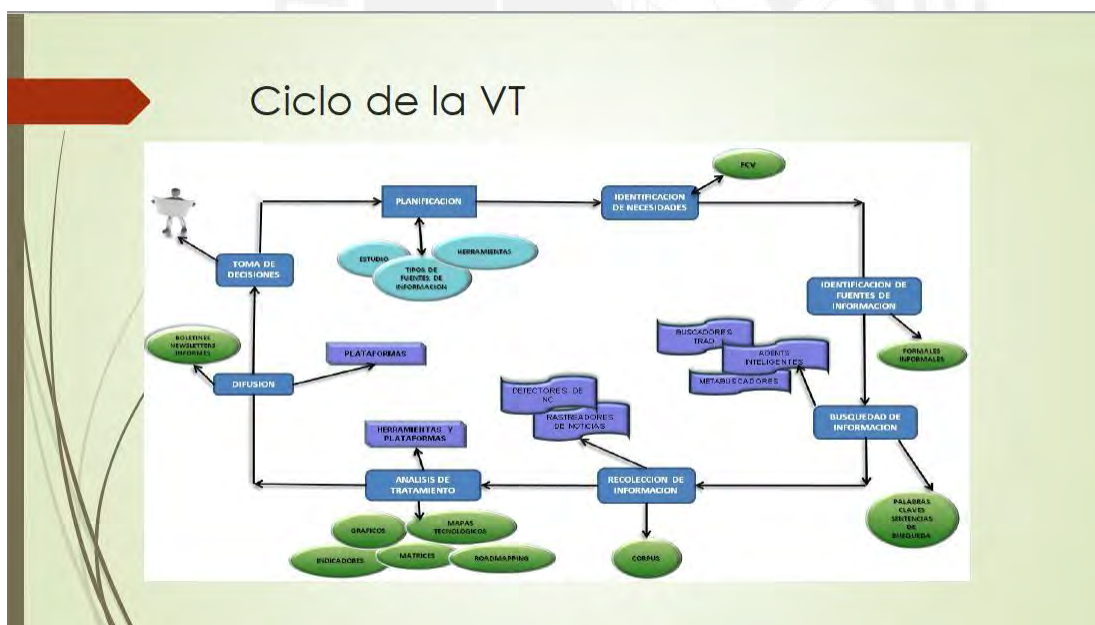 Ciclo de la VT
FCV
PLANIFICACION
IDENTIFICACION
DE NECESIDADES
ESTUDIO
HERRAMIENTAS
TIPOS DE
FUENTES DE
INFORMACION
TOMA DE
DECISIONES
IDENTIFICACION DE
FUENTES DE
INFORMACION
BOLETINES
NEWSLETTERS
INFORMES
PLATAFORMAS
BUSCADORES
TRAD
AGENTS
INTELIGENTES
METABUSCADORES
FORMALES
INFORMALES
DIFUSION
DETECTORES DE
NC
RASTREADORES
DE NOTICIAS
BUSQUEDAD DE
INFORMACION
HERRAMIENTAS Y
PLATAFORMAS
ANALISIS DE
TRATAMIENTO
RECOLECCION DE
INFORMACION
PALABRAS
CLAVES
SENTENCIAS
DE
BUSQUEDA
GRAFICOS
MAPAS
TECNOLOGICOS
INDICADORES
MATRICES
ROADMAPPING
CORPUS